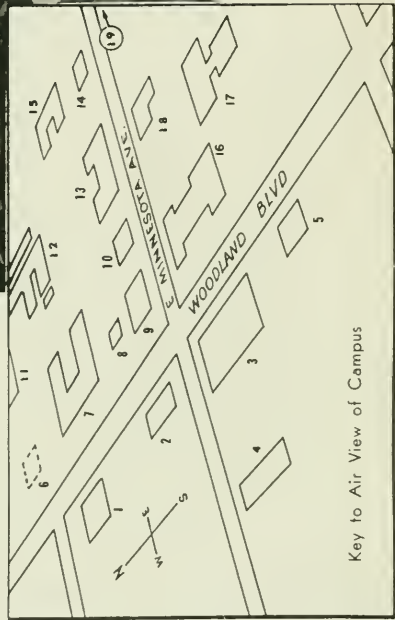 19
15
14
12
13
18
17
E MINNESOTA AVE.
10
16
11
9
8
7
WOODLAND BLVD
5
6
2
3
1
4
N
E
W
S
Key to Air View of Campus